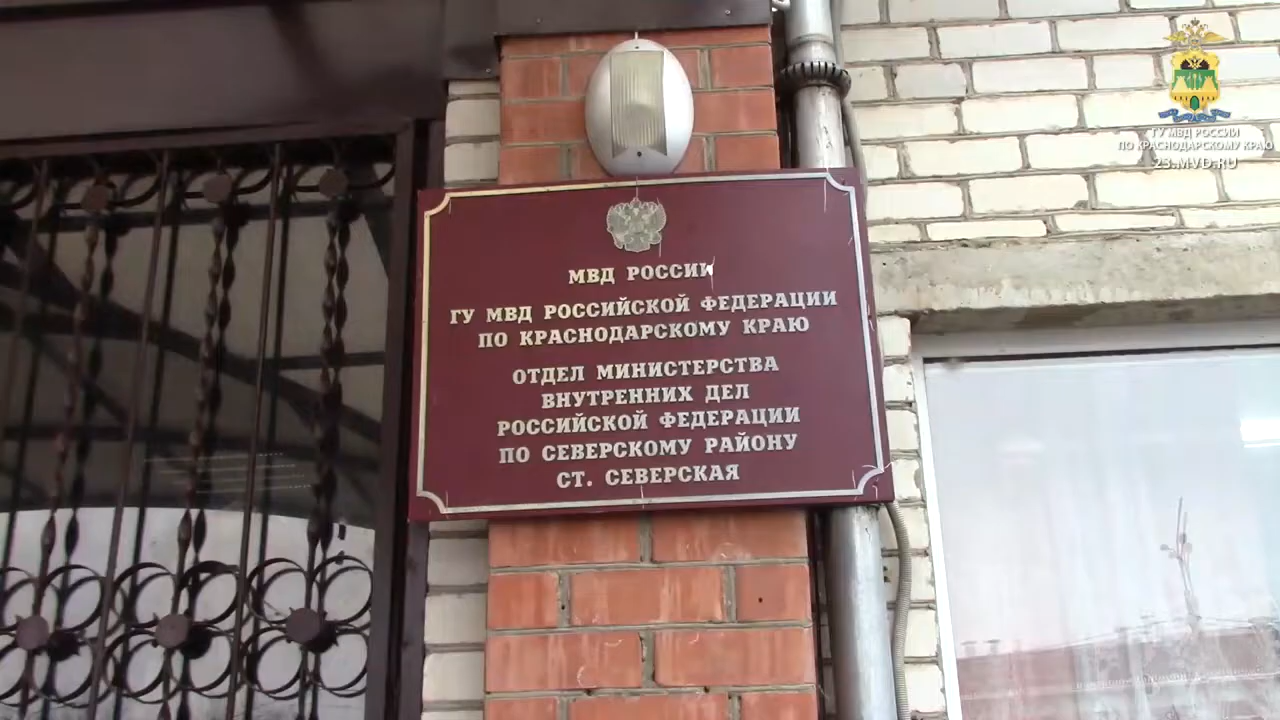 МВД РОССИИ
ГУ МВД РОССИЙСКОЙ ФЕДЕРАЦИИ
ПО КРАСНОДАРСКОМУ КРАЮ
ОТДЕЛ МИНИСТЕРСТВА
ВНУТРЕННИХ ДЕЛ
РОССИЙСКОЙ ФЕДЕРАЦИИ
ПО СЕВЕРСКОМУ РАЙОНУ
СТ. СЕВЕРСКАЯ
ГУ МВД РОССИИ
ПО КРАСНОДАРСКОМУ КРАЮ
23.MVD.RU